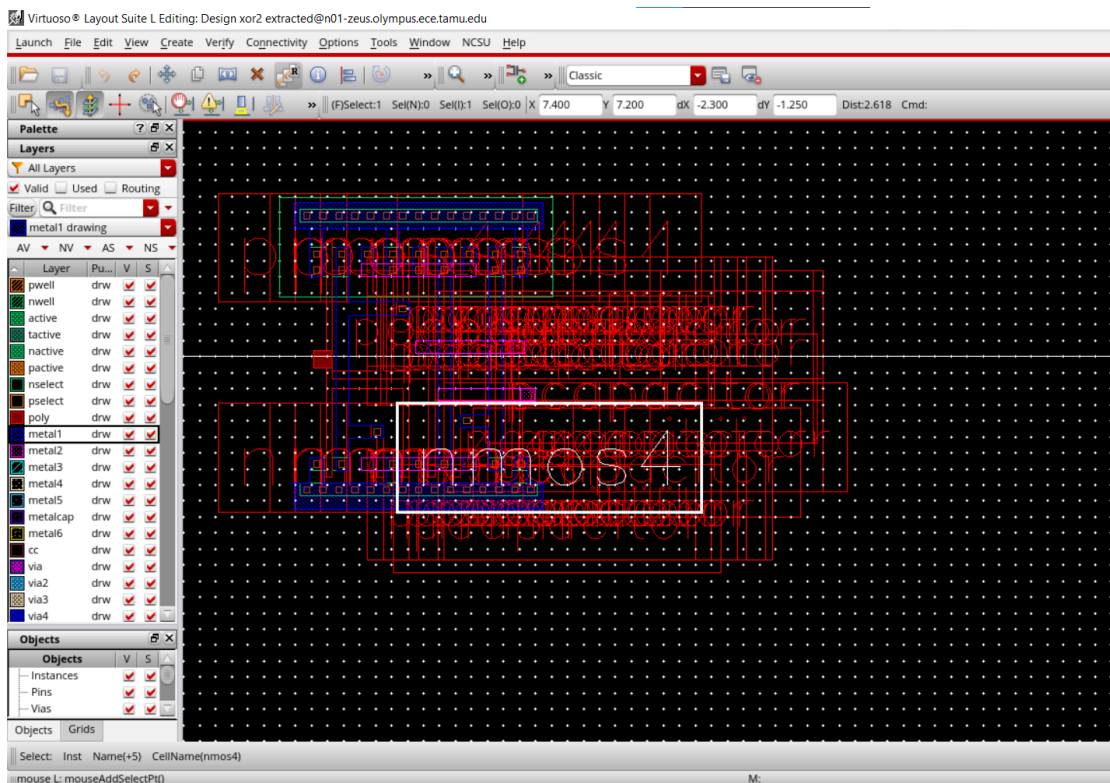 Virtuoso® Layout Suite L Editing: Design xor2 extracted@n01-zeus.olympus.ece.tamu.edu
Launch File Edit View Create Verify Connectivity Options Tools Window NCSU Help
» » » Classic
» (F)Select:1 Sel(N):0 Sel(I):1 Sel(O):0 X 7.400 Y 7.200 dX -2.300 dY -1.250 Dist:2.618 Cmd:
Palette ?
Layers
All Layers
Valid Used Routing
Filter Filter
metal1 drawing
AV NV AS NS
Layer Pu... V S
pwell drw
nwell drw
active drw
tactive drw
nactive drw
pactive drw
nselect drw
pselect drw
poly drw
metal1 drw
metal2 drw
metal3 drw
metal4 drw
metal5 drw
metalcap drw
metal6 drw
cc drw
via drw
via2 drw
via3 drw
via4 drw
nmos4
Objects
Objects V S
Instances
Pins
Vias
Objects Grids
Select: Inst Name(+5) CellName(nmos4)
mouse L: mouseAddSelectPt() M: